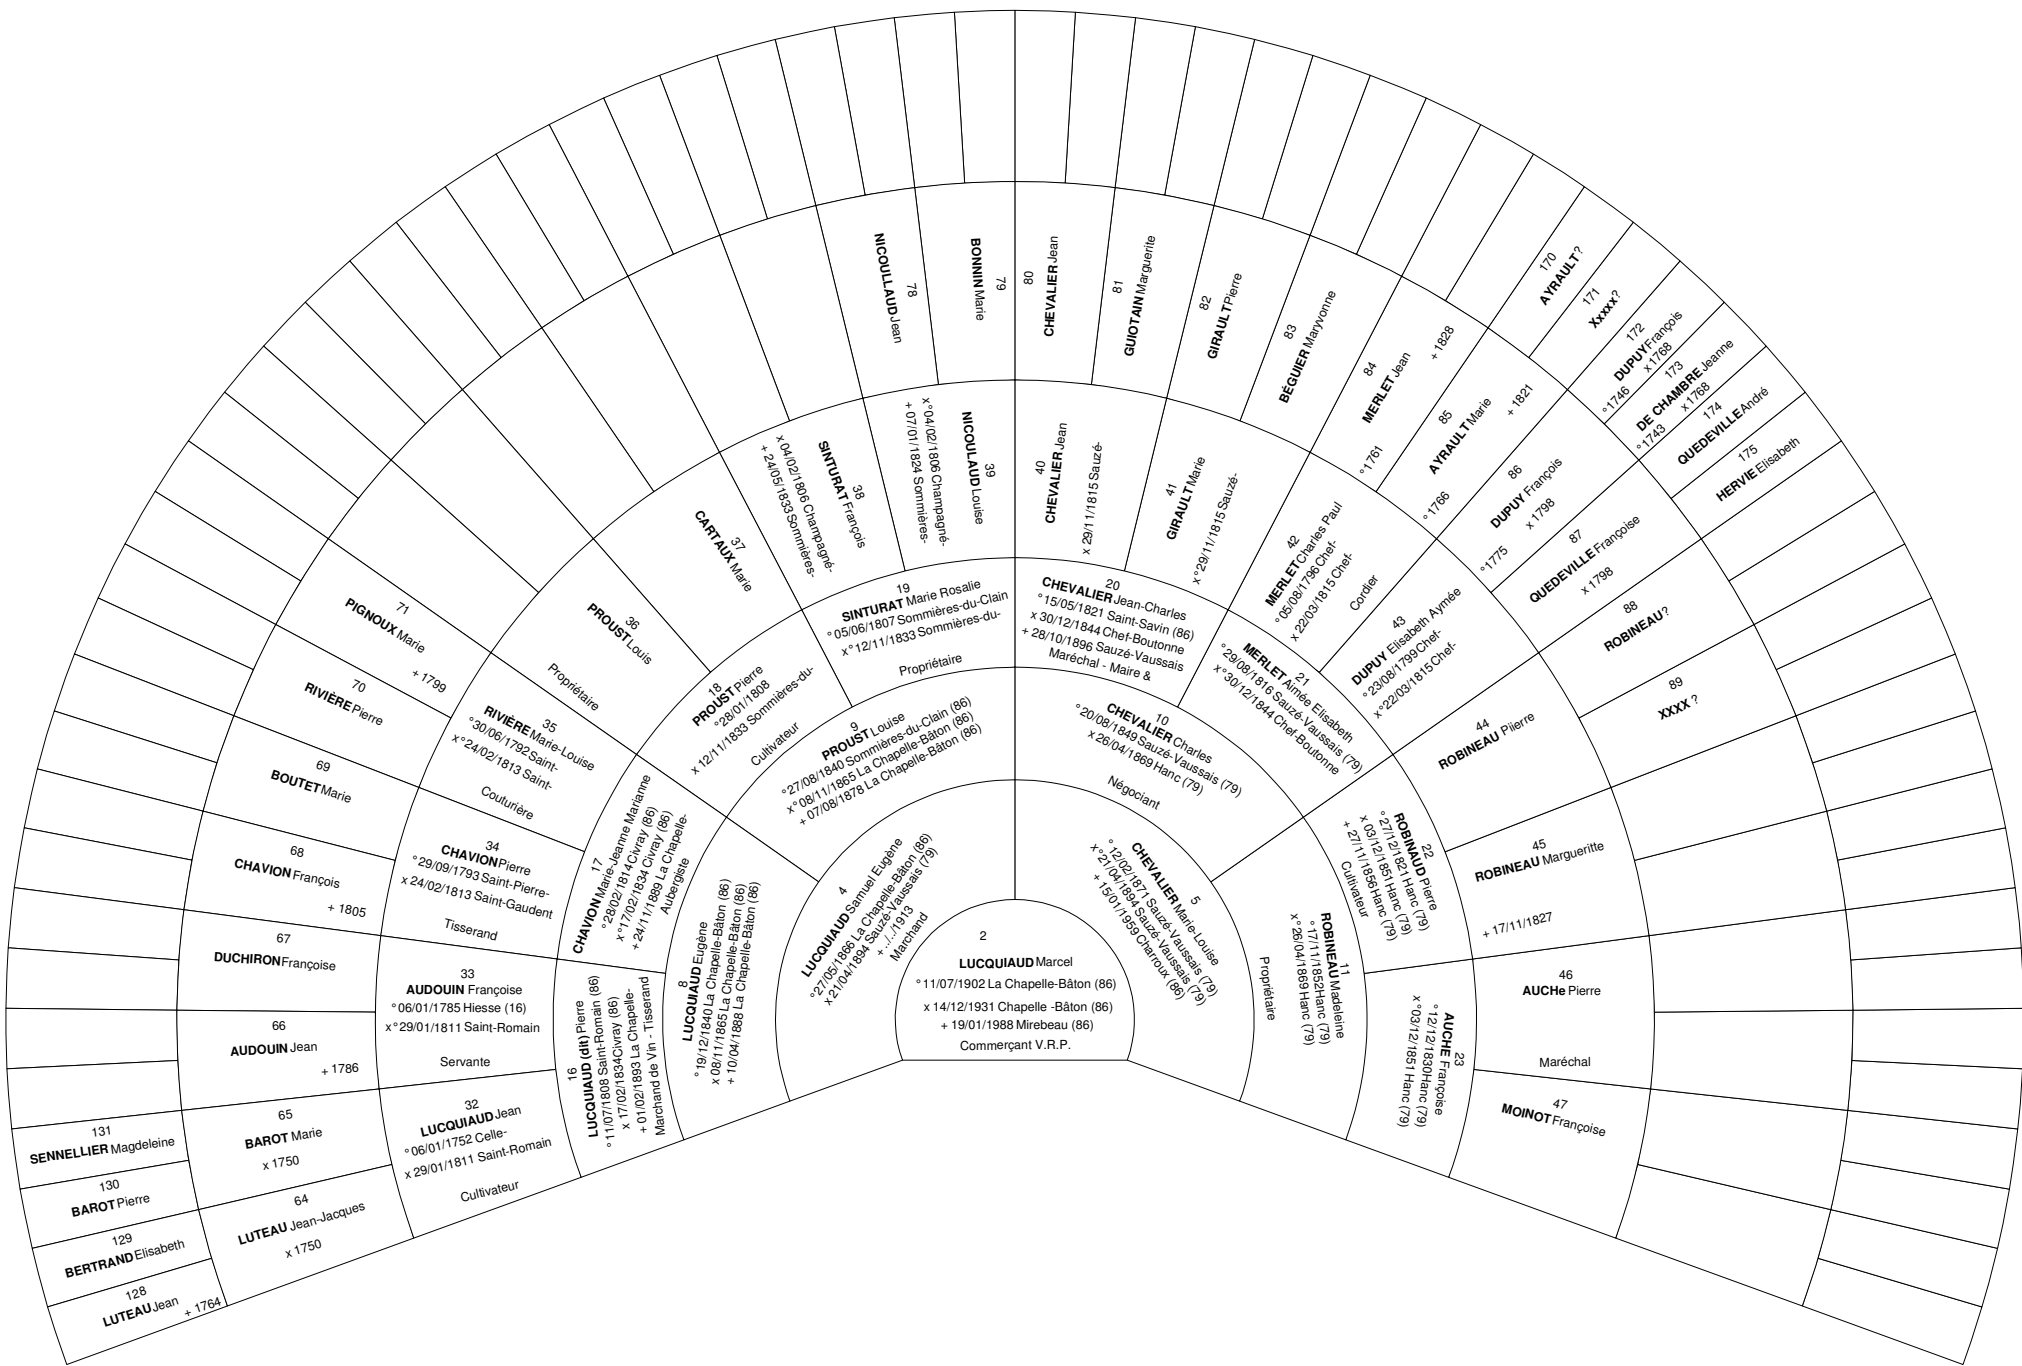 2
LUCQUIAUD Marcel
°11/07/1902 La Chapelle-Bâton (86)
x 14/12/1931 Chapelle -Bâton (86)
+ 19/01/1988 Mirebeau (86)
Commerçant V.R.P.
4
LUCQUIAUD Samuel Eugène
°27/05/1866 La Chapelle-Bâton (86)
x 21/04/1894 Sauzé-Vaussais (79)
+ ../../1913
Marchand
5
CHEVALIER Marie-Louise
° 12/02/1871 Sauzé-Vaussais (79)
x°21/04/1894 Sauzé-Vaussais (79)
+ 15/01/1959 Charroux (86)
8
LUCQUIAUD Eugène
°19/12/1840 La Chapelle-Bâton (86)
x 08/11/1865 La Chapelle-Bâton (86)
+ 10/04/1888 La Chapelle-Bâton (86)
9
PROUST Louise
°27/08/1840 Sommières-du-Clain (86)
x°08/11/1865 La Chapelle-Bâton (86)
+ 07/08/1878 La Chapelle-Bâton (86)
10
CHEVALIER Charles
°20/08/1849 Sauzé-Vaussais (79)
x 26/04/1869 Hanc (79)
Négociant
11
ROBINEAU Madeleine
°17/11/1852 Hanc (79)
x°26/04/1869 Hanc (79)
Propriétaire
16
LUCQUIAUD (dit) Pierre
°11/07/1808 Saint-Romain (86)
x 17/02/1834 Civray (86)
+ 01/02/1893 La Chapelle-
Marchand de Vin - Tisserand
17
CHAVION Marie-Jeanne Marianne
°28/02/1814 Civray (86)
x°17/02/1834 Civray (86)
+ 24/11/1889 La Chapelle-
Aubergiste
18
PROUST Pierre
°28/01/1808
x 12/11/1833 Sommières-du-
Cultivateur
19
SINTURAT Marie Rosalie
°05/06/1807 Sommières-du-Clain
x°12/11/1833 Sommières-du-
Propriétaire
20
CHEVALIER Jean-Charles
°15/05/1821 Saint-Savin (86)
x 30/12/1844 Chef-Boutonne
+ 28/10/1896 Sauzé-Vaussais
Maréchal - Maire &
21
MERLET Aimée Elisabeth
°29/08/1816 Sauzé-Vaussais (79)
x°30/12/1844 Chef-Boutonne
22
ROBINAUD Pierre
°27/12/1821 Hanc (79)
x 03/12/1851 Hanc (79)
+ 27/11/1856 Hanc (79)
Cultivateur
23
AUCHE Françoise
°12/12/1830 Hanc (79)
x°03/12/1851 Hanc (79)
32
LUCQUIAUD Jean
°06/01/1752 Celle-
x 29/01/1811 Saint-Romain
Cultivateur
33
AUDOUIN Françoise
°06/01/1785 Hiesse (16)
x°29/01/1811 Saint-Romain
Servante
34
CHAVION Pierre
°29/09/1793 Saint-Pierre-
x 24/02/1813 Saint-Gaudent
Tisserand
35
RIVIÈRE Marie-Louise
°30/06/1792 Saint-
x°24/02/1813 Saint-
Couturière
36
PROUST Louis
Propriétaire
37
CARTAUX Marie
38
SINTURAT François
x 04/02/1806 Champagné-
+ 24/05/1833 Sommières-
39
NICOULAUD Louise
x°04/02/1806 Champagné-
+ 07/01/1824 Sommières-
40
CHEVALIER Jean
x 29/11/1815 Sauzé-
41
GIRAULT Marie
x°29/11/1815 Sauzé-
42
MERLET Charles Paul
°05/08/1796 Chef-
x 22/03/1815 Chef-
Cordier
43
DUPUY Elisabeth Aymée
°23/08/1799 Chef-
x°22/03/1815 Chef-
44
ROBINEAU Piierre
45
ROBINEAU Margueritte
+ 17/11/1827
46
AUCHe Pierre
Maréchal
47
MOINOT Françoise
64
LUTEAU Jean-Jacques
x 1750
65
BAROT Marie
x 1750
66
AUDOUIN Jean
+ 1786
67
DUCHIRON Françoise
68
CHAVION François
+ 1805
69
BOUTET Marie
70
RIVIÈRE Pierre
71
PIGNOUX Marie
+ 1799
78
NICOULLAUD Jean
79
BONNIN Marie
80
CHEVALIER Jean
81
GUIOTAIN Marguerite
82
GIRAULT Pierre
83
BÉGUIER Maryvonne
84
MERLET Jean
°1761
+ 1828
85
AYRAULT Marie
°1766
+ 1821
86
DUPUY François
x 1798
°1775
87
QUEDEVILLE Françoise
x 1798
88
ROBINEAU ?
89
XXXX ?
128
LUTEAU Jean
+ 1764
129
BERTRAND Elisabeth
130
BAROT Pierre
131
SENNELLIER Magdeleine
170
AYRAULT ?
171
Xxxxx ?
172
DUPUY François
x 1768
°1746
173
DE CHAMBRE Jeanne
x 1768
°1743
174
QUEDEVILLE André
175
HERVIE Elisabeth